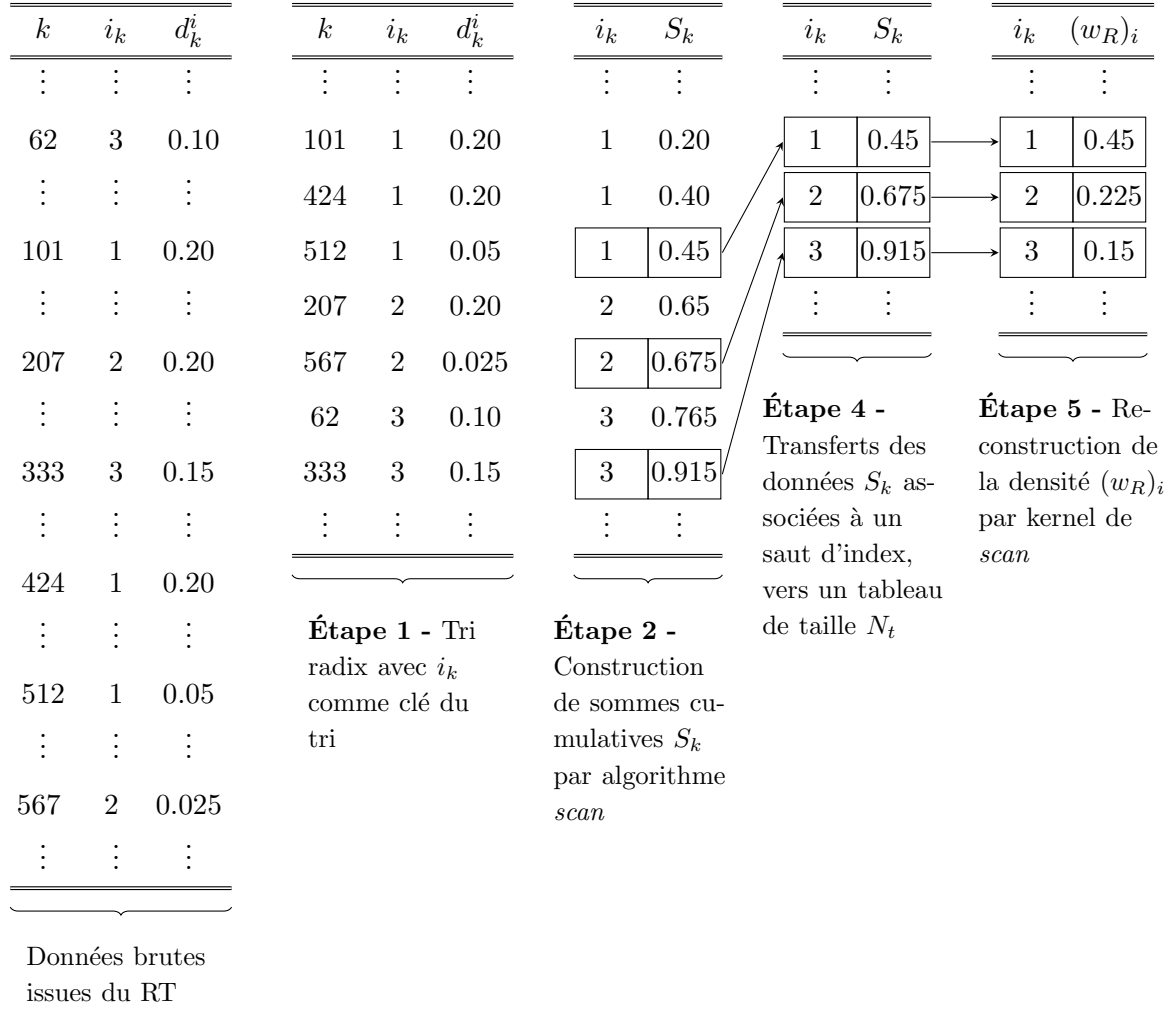 k i_k d_k^i
⋮ ⋮ ⋮
62 3 0.10
⋮ ⋮ ⋮
101 1 0.20
⋮ ⋮ ⋮
207 2 0.20
⋮ ⋮ ⋮
333 3 0.15
⋮ ⋮ ⋮
424 1 0.20
⋮ ⋮ ⋮
512 1 0.05
⋮ ⋮ ⋮
567 2 0.025
⋮ ⋮ ⋮
Données brutes
issues du RT
k i_k d_k^i
⋮ ⋮ ⋮
101 1 0.20
424 1 0.20
512 1 0.05
207 2 0.20
567 2 0.025
62 3 0.10
333 3 0.15
⋮ ⋮ ⋮
Étape 1 - Tri
radix avec i_k
comme clé du
tri
i_k S_k
⋮ ⋮
1 0.20
1 0.40
1 0.45
2 0.65
2 0.675
3 0.765
3 0.915
⋮ ⋮
Étape 2 -
Construction
de sommes cu-
mulatives S_k
par algorithme
scan
i_k S_k
⋮ ⋮
1 0.45
2 0.675
3 0.915
⋮ ⋮
Étape 4 -
Transferts des
données S_k as-
sociées à un
saut d'index,
vers un tableau
de taille N_t
i_k (w_R)_i
⋮ ⋮
1 0.45
2 0.225
3 0.15
⋮ ⋮
Étape 5 - Re-
construction de
la densité (w_R)_i
par kernel de
scan